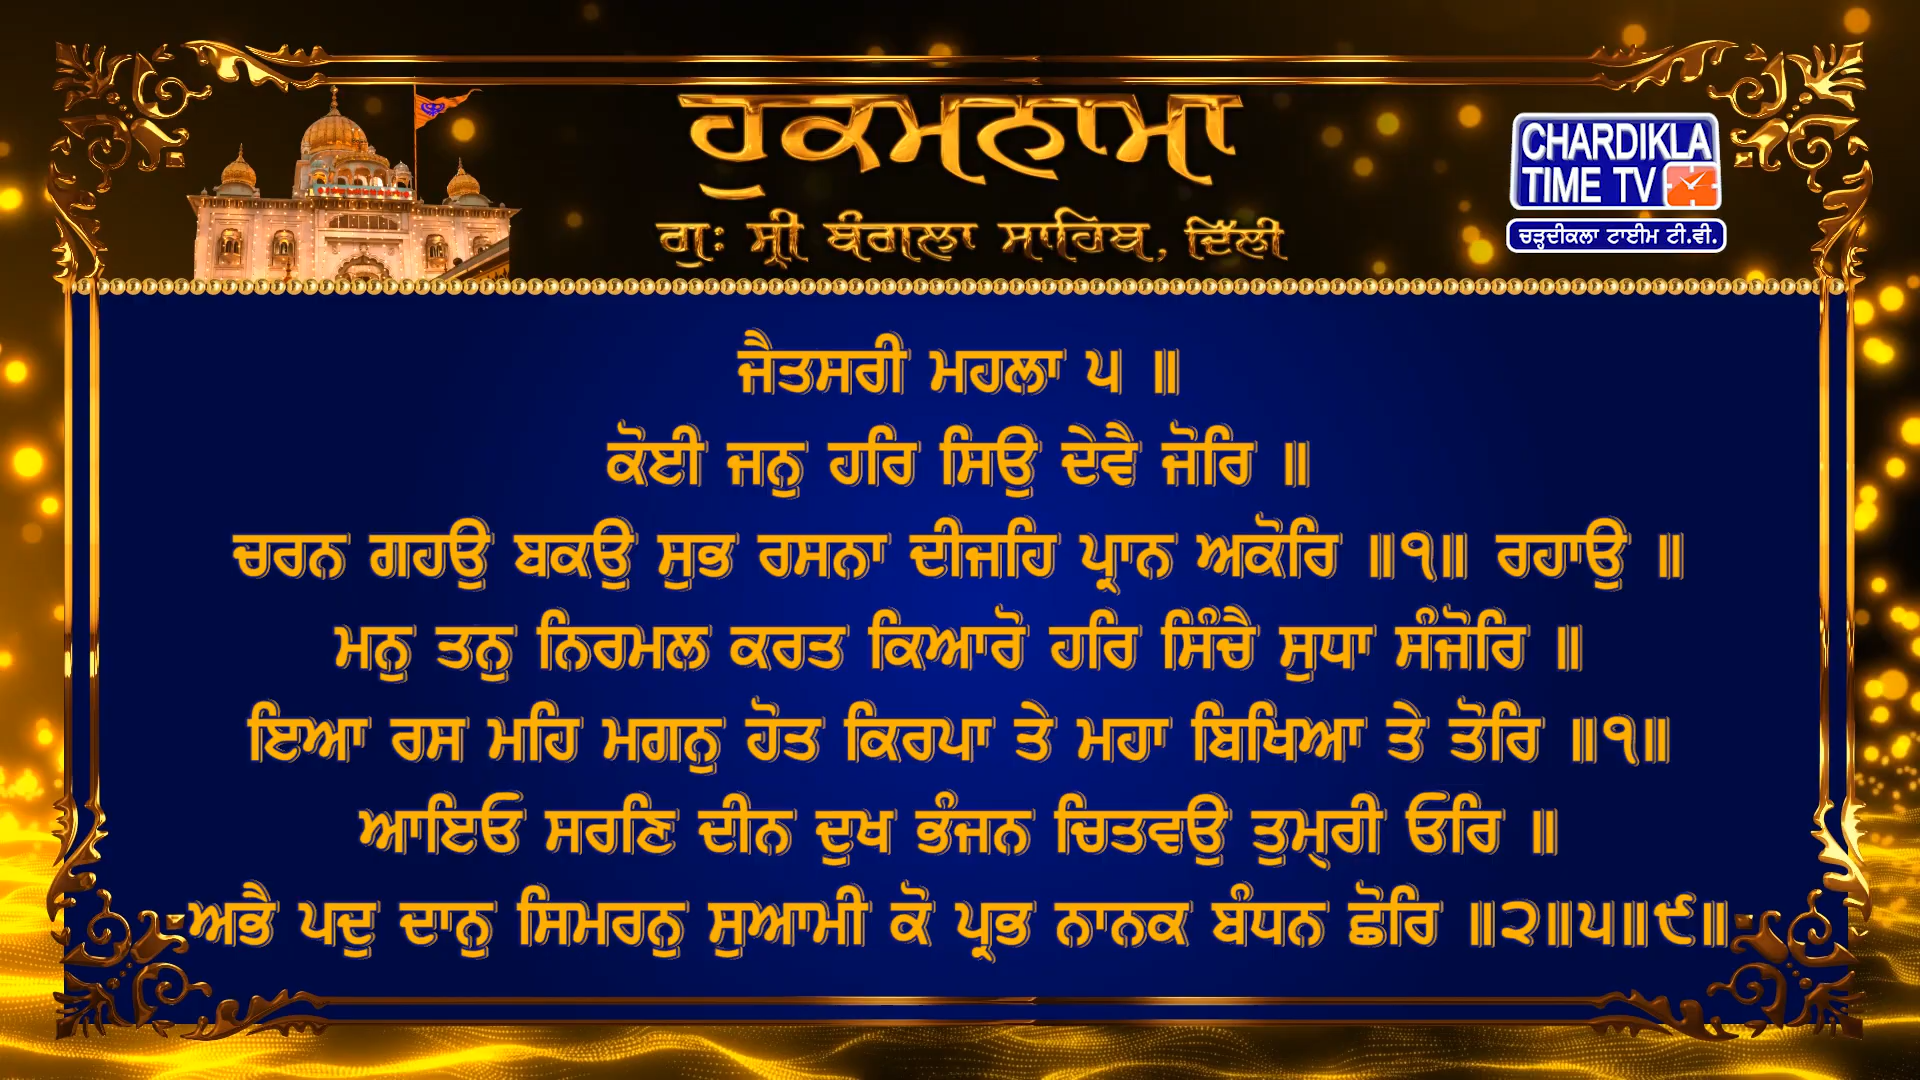 ਹੁਕਮਨਾਮਾ
ਗੁਃ ਸ੍ਰੀ ਬੰਗਲਾ ਸਾਹਿਬ, ਦਿੱਲੀ
CHARDIKLA
TIME TV
ਚੜ੍ਹਦੀਕਲਾ ਟਾਈਮ ਟੀ.ਵੀ.
ਜੈਤਸਰੀ ਮਹਲਾ ੫ ॥
ਕੋਈ ਜਨੁ ਹਰਿ ਸਿਉ ਦੇਵੈ ਜੋਰਿ ॥
ਚਰਨ ਗਹਉ ਬਕਉ ਸੁਭ ਰਸਨਾ ਦੀਜਹਿ ਪ੍ਰਾਨ ਅਕੋਰਿ ॥੧॥ ਰਹਾਉ ॥
ਮਨੁ ਤਨੁ ਨਿਰਮਲ ਕਰਤ ਕਿਆਰੋ ਹਰਿ ਸਿੰਚੈ ਸੁਧਾ ਸੰਜੋਰਿ ॥
ਇਆ ਰਸ ਮਹਿ ਮਗਨੁ ਹੋਤ ਕਿਰਪਾ ਤੇ ਮਹਾ ਬਿਖਿਆ ਤੇ ਤੋਰਿ ॥੧॥
ਆਇਓ ਸਰਣਿ ਦੀਨ ਦੁਖ ਭੰਜਨ ਚਿਤਵਉ ਤੁਮ੍ਰੀ ਓਰਿ ॥
ਅਭੈ ਪਦੁ ਦਾਨੁ ਸਿਮਰਨੁ ਸੁਆਮੀ ਕੋ ਪ੍ਰਭ ਨਾਨਕ ਬੰਧਨ ਛੋਰਿ ॥੨॥੫॥੯॥